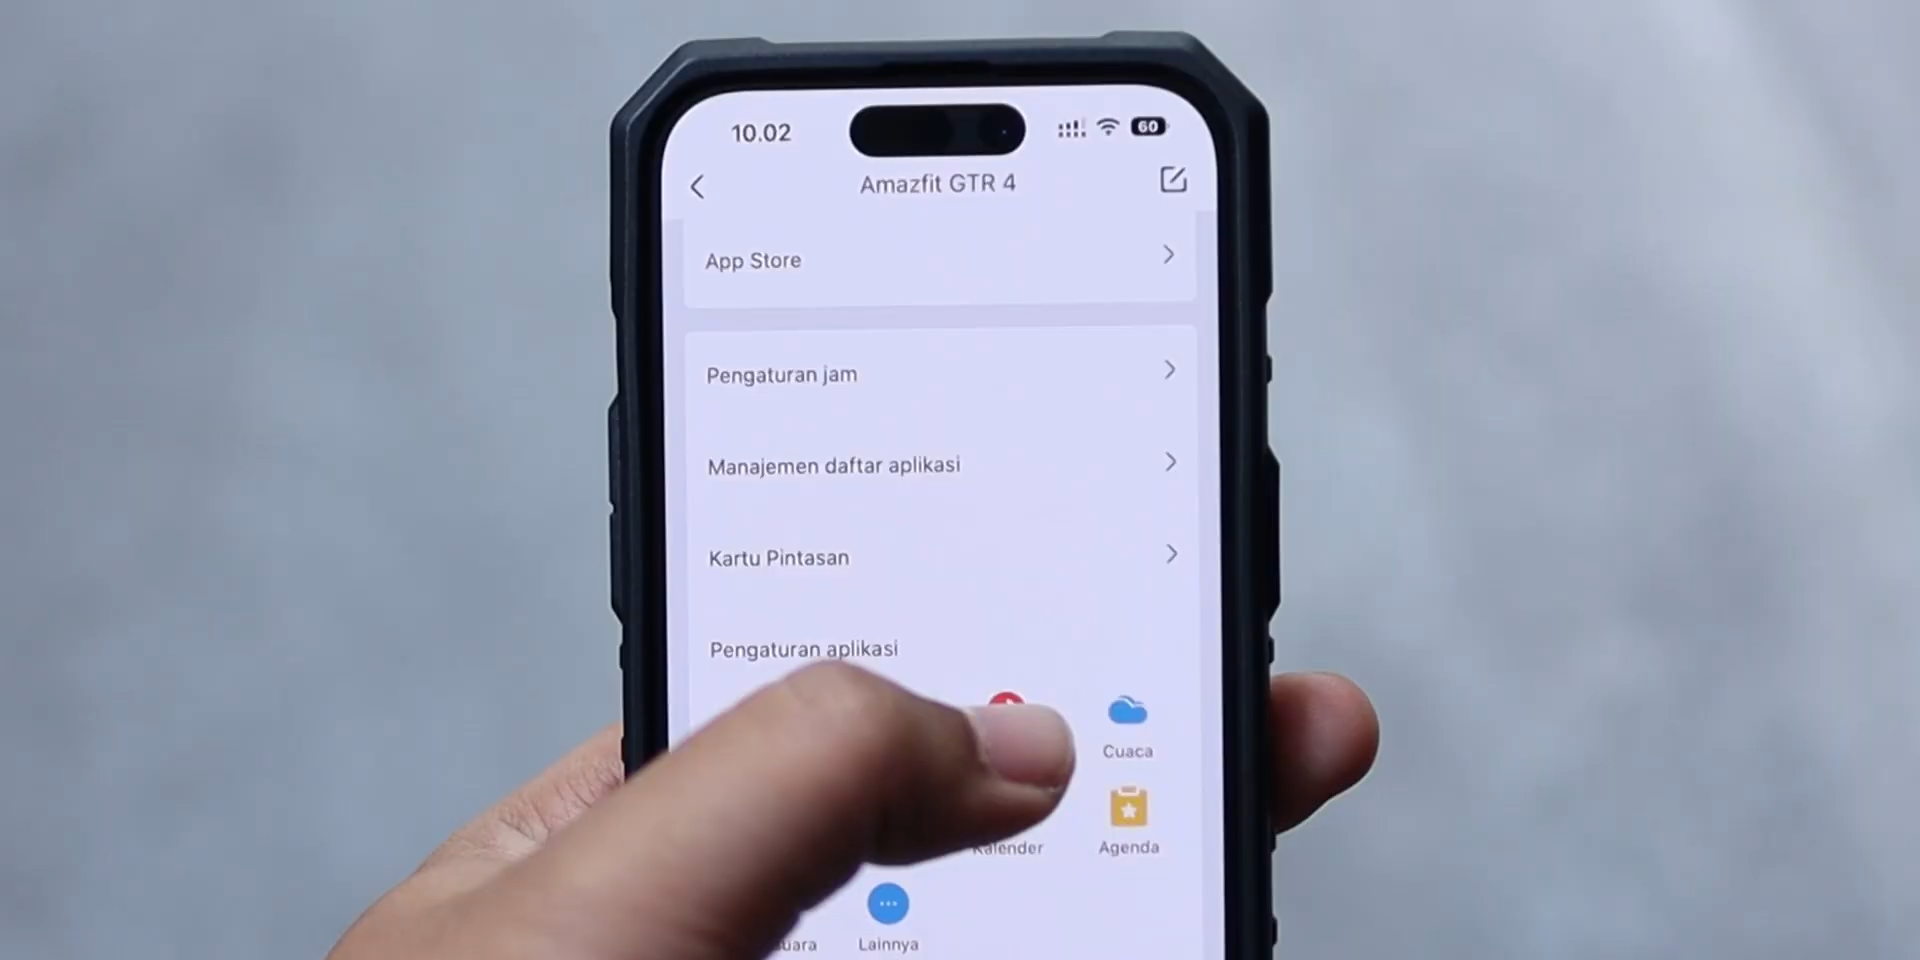 10.02
60
Amazfit GTR 4
App Store
Pengaturan jam
Manajemen daftar aplikasi
Kartu Pintasan
Pengaturan aplikasi
Cuaca
Kalender
Agenda
Lainnya